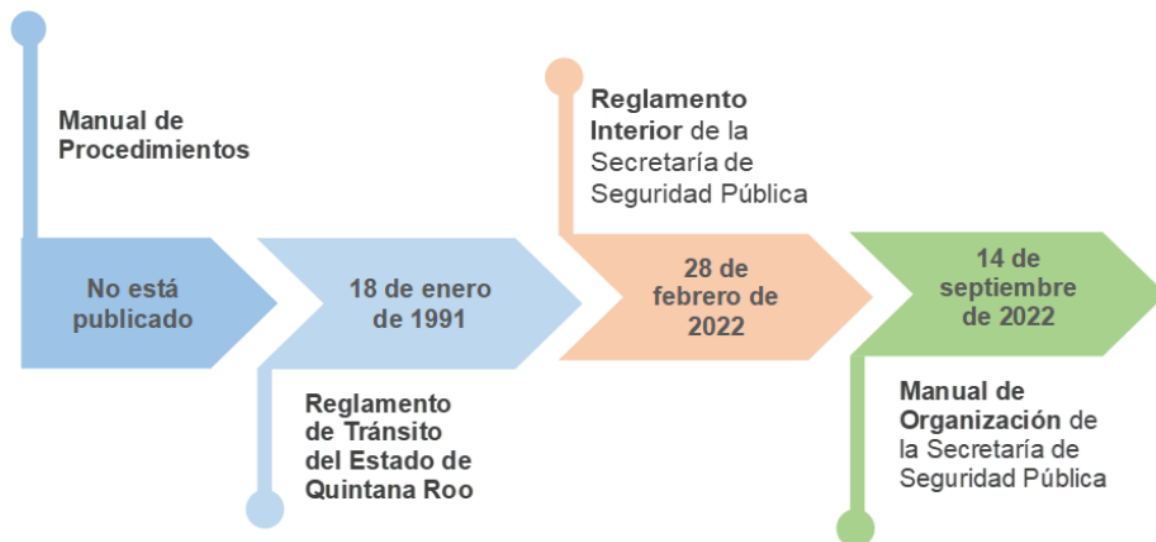 Manual de
Procedimientos
No está
publicado
18 de enero
de 1991
Reglamento
de Tránsito
del Estado de
Quintana Roo
Reglamento
Interior de la
Secretaría de
Seguridad Pública
28 de
febrero de
2022
14 de
septiembre
de 2022
Manual de
Organización de
la Secretaría de
Seguridad Pública